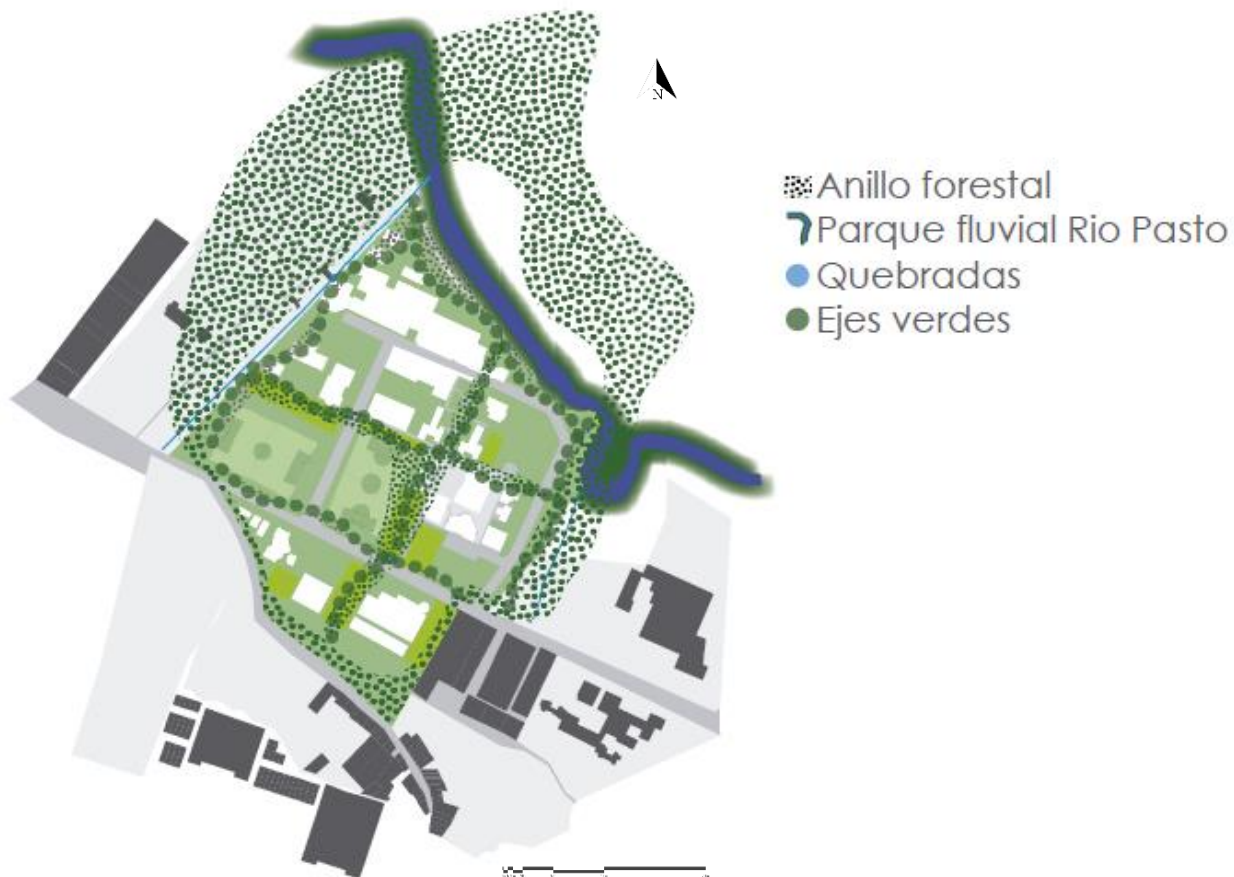 N
Anillo forestal
Parque fluvial Rio Pasto
Quebradas
Ejes verdes